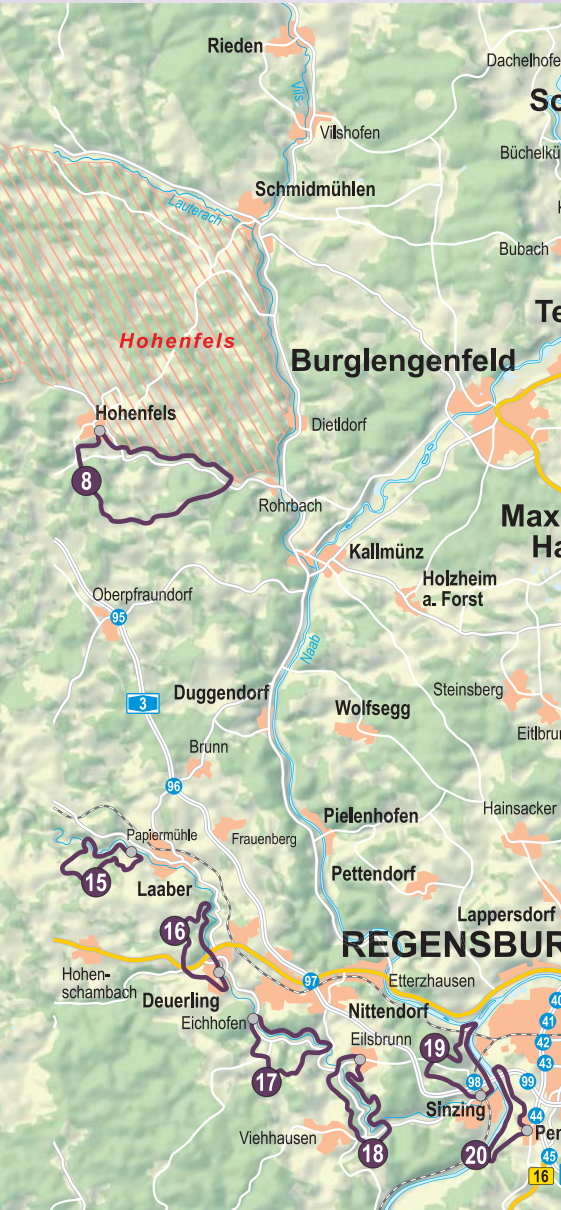 Rieden
Dachelhofe
Vils
Sc
Vilshofen
Büchelkü
Schmidmühlen
Lauterach
Bubach
Te
Hohenfels
Burglengenfeld
Hohenfels
Dietldorf
8
Rohrbach
Max
Ha
Kallmünz
Holzheim
a. Forst
Oberpfraundorf
95
Naab
3
Duggendorf
Steinsberg
Wolfsegg
Eitlbrun
Brunn
96
Pielenhofen
Hainsacker
Papiermühle
Frauenberg
15
Laaber
Pettendorf
Lappersdorf
16
REGENSBUR
Hohen-
schambach
97
Etterzhausen
Deuerling
Nittendorf
40
Eichhofen
41
Eilsbrunn
42
19
43
17
98
99
Sinzing
44
Viehhausen
Pen
18
20
45
16